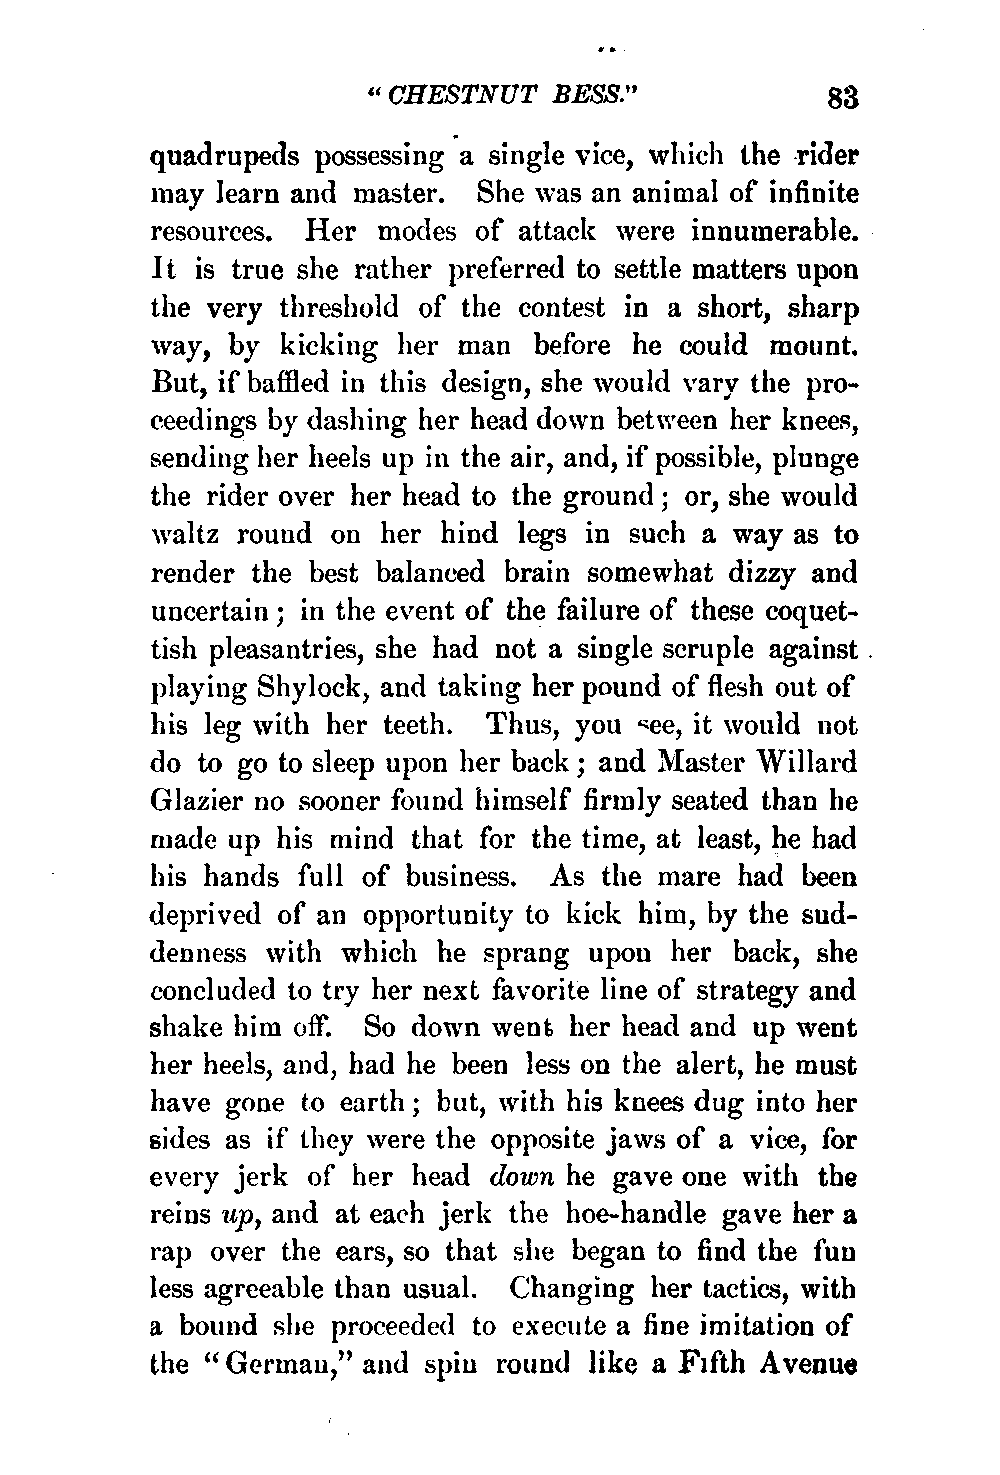 "CHESTNUT BESS." 83
quadrupeds possessing a single vice, which the rider
may learn and master. She was an animal of infinite
resources. Her modes of attack were innumerable.
It is true she rather preferred to settle matters upon
the very threshold of the contest in a short, sharp
way, by kicking her man before he could mount.
But, if baffled in this design, she would vary the pro-
ceedings by dashing her head down between her knees,
sending her heels up in the air, and, if possible, plunge
the rider over her head to the ground; or, she would
waltz round on her hind legs in such a way as to
render the best balanced brain somewhat dizzy and
uncertain; in the event of the failure of these coquet-
tish pleasantries, she had not a single scruple against
playing Shylock, and taking her pound of flesh out of
his leg with her teeth. Thus, you see, it would not
do to go to sleep upon her back; and Master Willard
Glazier no sooner found himself firmly seated than he
made up his mind that for the time, at least, he had
his hands full of business. As the mare had been
deprived of an opportunity to kick him, by the sud-
denness with which he sprang upon her back, she
concluded to try her next favorite line of strategy and
shake him off. So down went her head and up went
her heels, and, had he been less on the alert, he must
have gone to earth; but, with his knees dug into her
sides as if they were the opposite jaws of a vice, for
every jerk of her head down he gave one with the
reins up, and at each jerk the hoe-handle gave her a
rap over the ears, so that she began to find the fun
less agreeable than usual. Changing her tactics, with
a bound she proceeded to execute a fine imitation of
the "German," and spin round like a Fifth Avenue